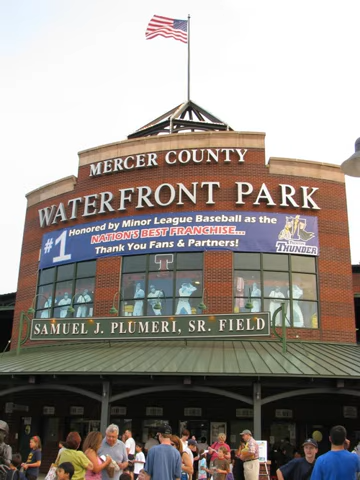 MERCER COUNTY
WATERFRONT PARK
#1 Honored by Minor League Baseball as the
NATION'S BEST FRANCHISE...
Thank You Fans & Partners!
THUNDER
T
SAMUEL J. PLUMERI, SR. FIELD